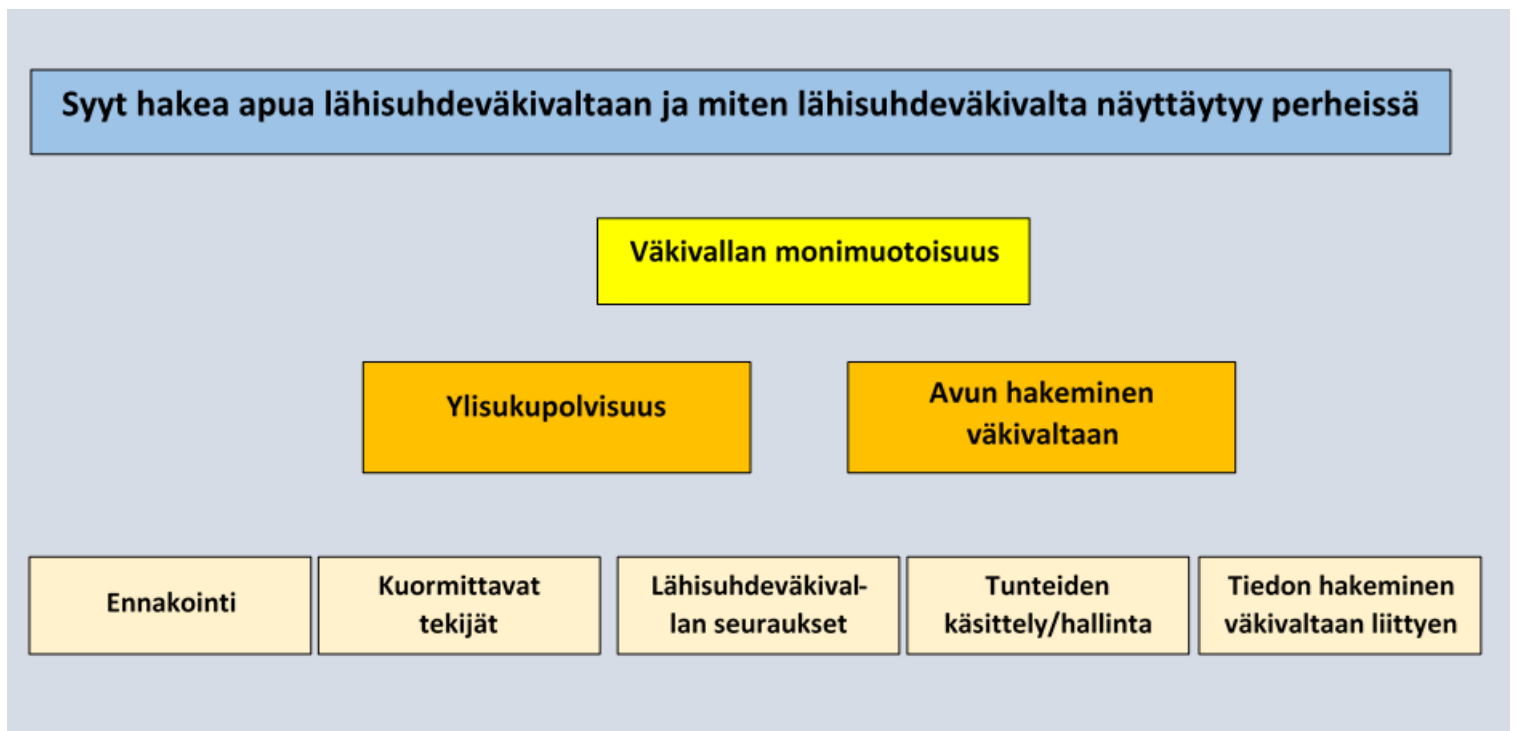 Syyt hakea apua lähisuhdeväkivaltaan ja miten lähisuhdeväkivalta näyttäytyy perheissä
Väkivallan monimuotoisuus
Ylisukupolvisuus
Avun hakeminen
väkivaltaan
Ennakointi
Kuormittavat
tekijät
Lähisuhdeväkival-
lan seuraukset
Tunteiden
käsittely/hallinta
Tiedon hakeminen
väkivaltaan liittyen